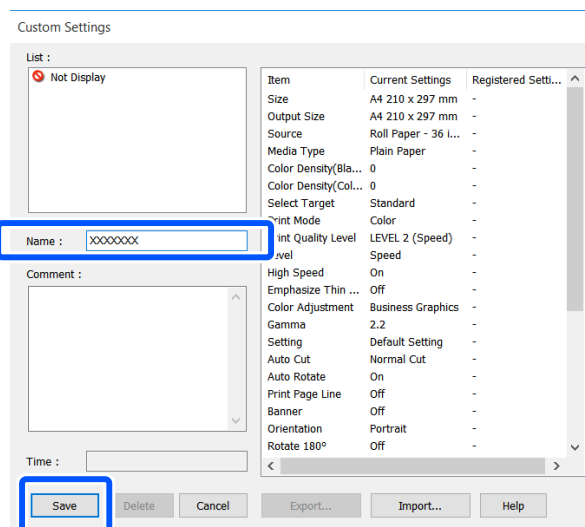 Custom Settings
List :
Not Display
Name : XXXXXXX
Comment :
Time :
Item Current Settings Registered Setti...
Size A4 210 x 297 mm -
Output Size A4 210 x 297 mm -
Source Roll Paper - 36 i... -
Media Type Plain Paper -
Color Density(Bla... 0 -
Color Density(Col... 0 -
Select Target Standard -
Print Mode Color -
Print Quality Level LEVEL 2 (Speed) -
Level Speed -
High Speed On -
Emphasize Thin ... Off -
Color Adjustment Business Graphics -
Gamma 2.2 -
Setting Default Setting -
Auto Cut Normal Cut -
Auto Rotate On -
Print Page Line Off -
Banner Off -
Orientation Portrait -
Rotate 180° Off -
Save Delete Cancel Export... Import... Help